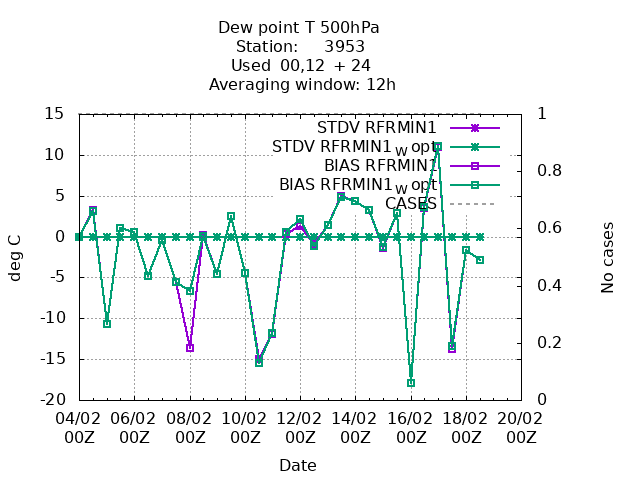 Dew point T 500hPa
Station: 3953
Used 00,12 + 24
Averaging window: 12h
STDV RFRMIN1
STDV RFRMIN1_W opt
BIAS RFRMIN1
BIAS RFRMIN1_W opt
CASES
15
10
5
0
-5
-10
-15
-20
deg C
1
0.8
0.6
0.4
0.2
0
No cases
04/02 06/02 08/02 10/02 12/02 14/02 16/02 18/02 20/02
00Z 00Z 00Z 00Z 00Z 00Z 00Z 00Z 00Z
Date